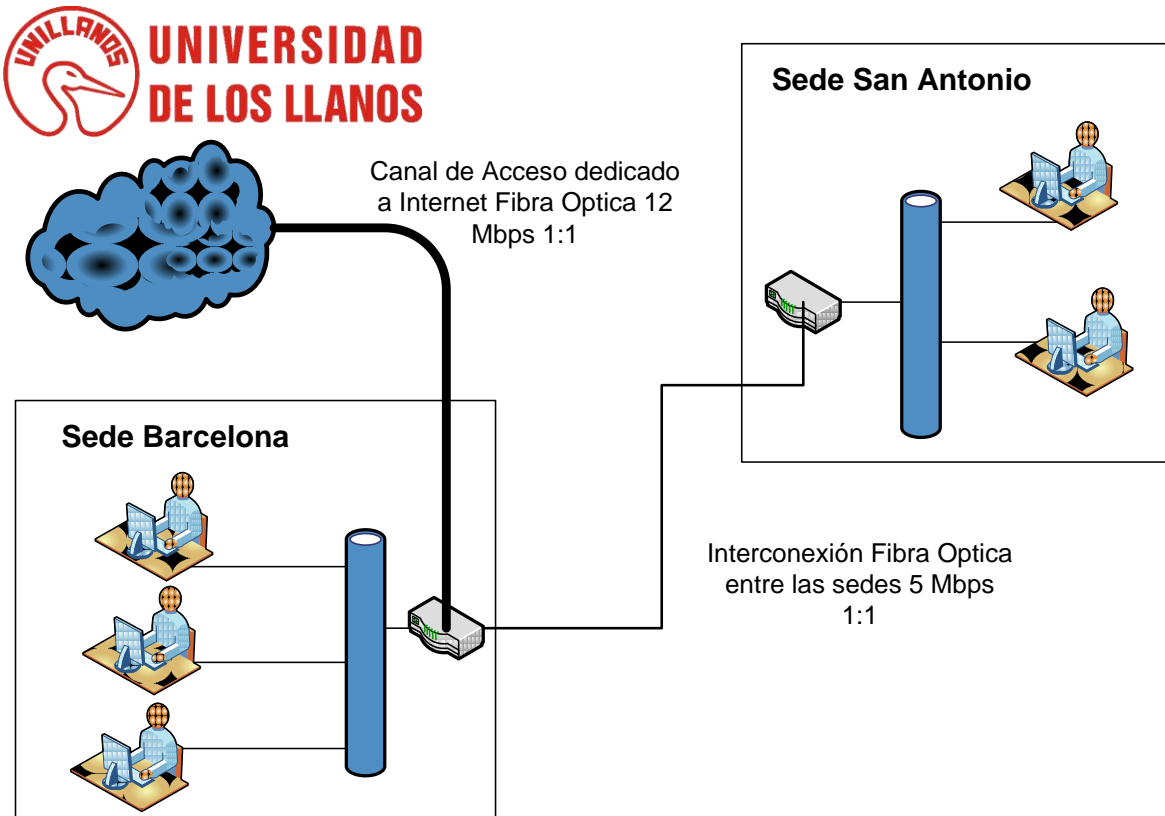 UNILLANOS
UNIVERSIDAD
DE LOS LLANOS
Canal de Acceso dedicado
a Internet Fibra Optica 12
Mbps 1:1
Sede San Antonio
Sede Barcelona
Interconexión Fibra Optica
entre las sedes 5 Mbps
1:1